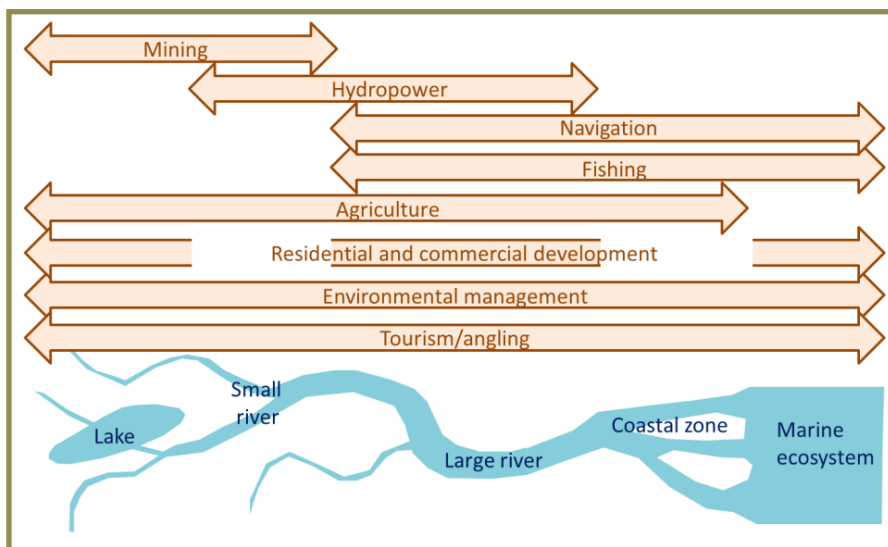 Mining
Hydropower
Navigation
Fishing
Agriculture
Residential and commercial development
Environmental management
Tourism/angling
Small
river
Lake
Large river
Coastal zone
Marine
ecosystem